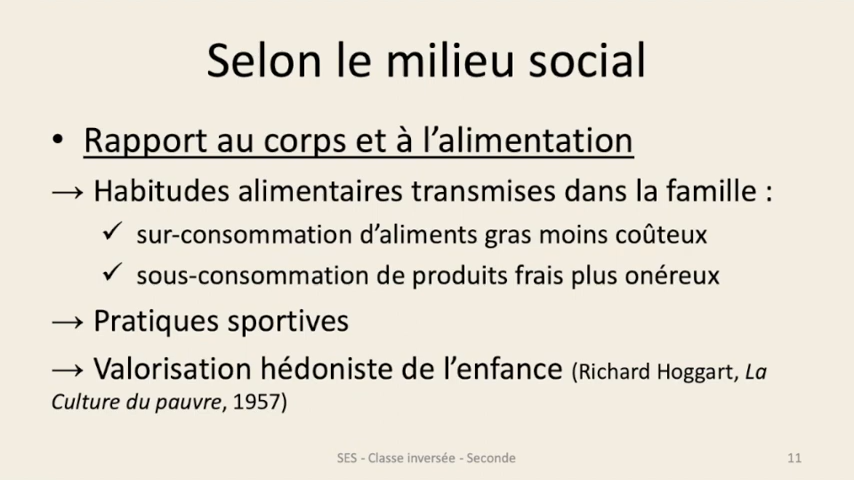 Selon le milieu social
• Rapport au corps et à l’alimentation
→ Habitudes alimentaires transmises dans la famille :
✓ sur-consommation d’aliments gras moins coûteux
✓ sous-consommation de produits frais plus onéreux
→ Pratiques sportives
→ Valorisation hédoniste de l’enfance (Richard Hoggart, La
Culture du pauvre, 1957)
SES - Classe inversée - Seconde
11